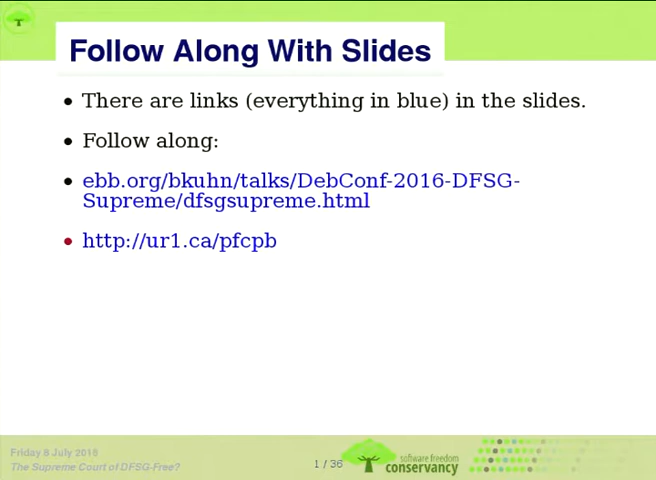 Follow Along With Slides
• There are links (everything in blue) in the slides.
• Follow along:
• ebb.org/bkuhn/talks/DebConf-2016-DFSG-
Supreme/dfsgsupreme.html
• http://ur1.ca/pfcpb
Friday 8 July 2016
The Supreme Court of DFSG-Free?
1 / 36
software freedom
conservancy